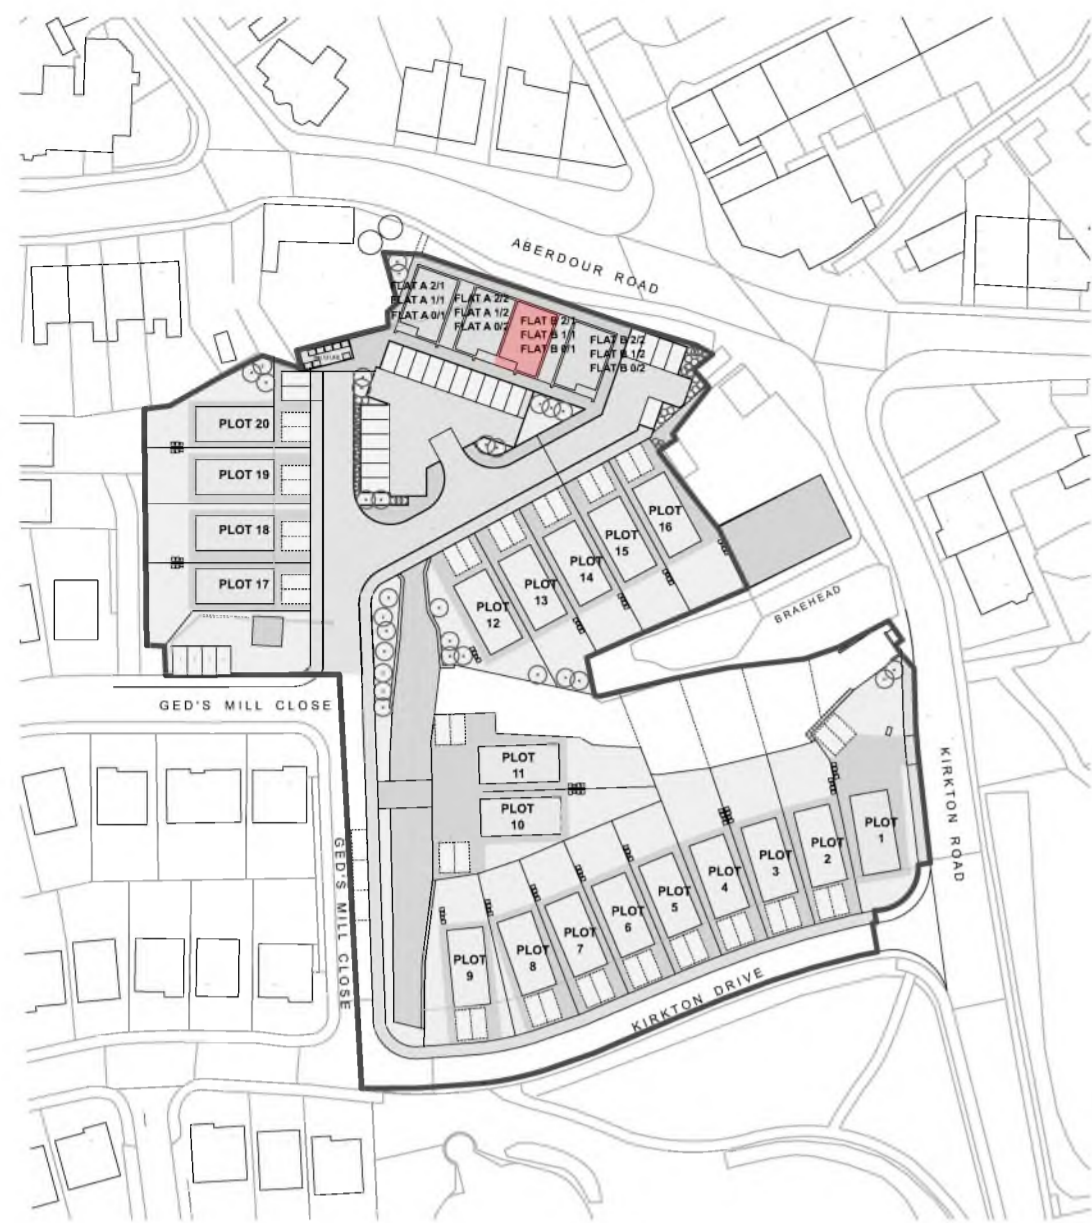 ABERDOUR ROAD
FLAT A 2/1
FLAT A 1/1
FLAT A 0/1
FLAT A 2/2
FLAT A 1/2
FLAT A 0/2
FLAT B 2/1
FLAT B 1/1
FLAT B 0/1
FLAT B 2/2
FLAT B 1/2
FLAT B 0/2
PLOT 20
PLOT 19
PLOT 18
PLOT 17
PLOT
16
PLOT
15
PLOT
14
PLOT
13
PLOT
12
BRAEHEAD
GED'S MILL CLOSE
PLOT
11
PLOT
10
KIRKTON ROAD
PLOT
1
PLOT
2
PLOT
3
PLOT
4
PLOT
5
PLOT
6
PLOT
7
PLOT
8
PLOT
9
GED'S MILL CLOSE
KIRKTON DRIVE